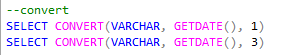 --convert
SELECT CONVERT(VARCHAR, GETDATE(), 1)
SELECT CONVERT(VARCHAR, GETDATE(), 3)